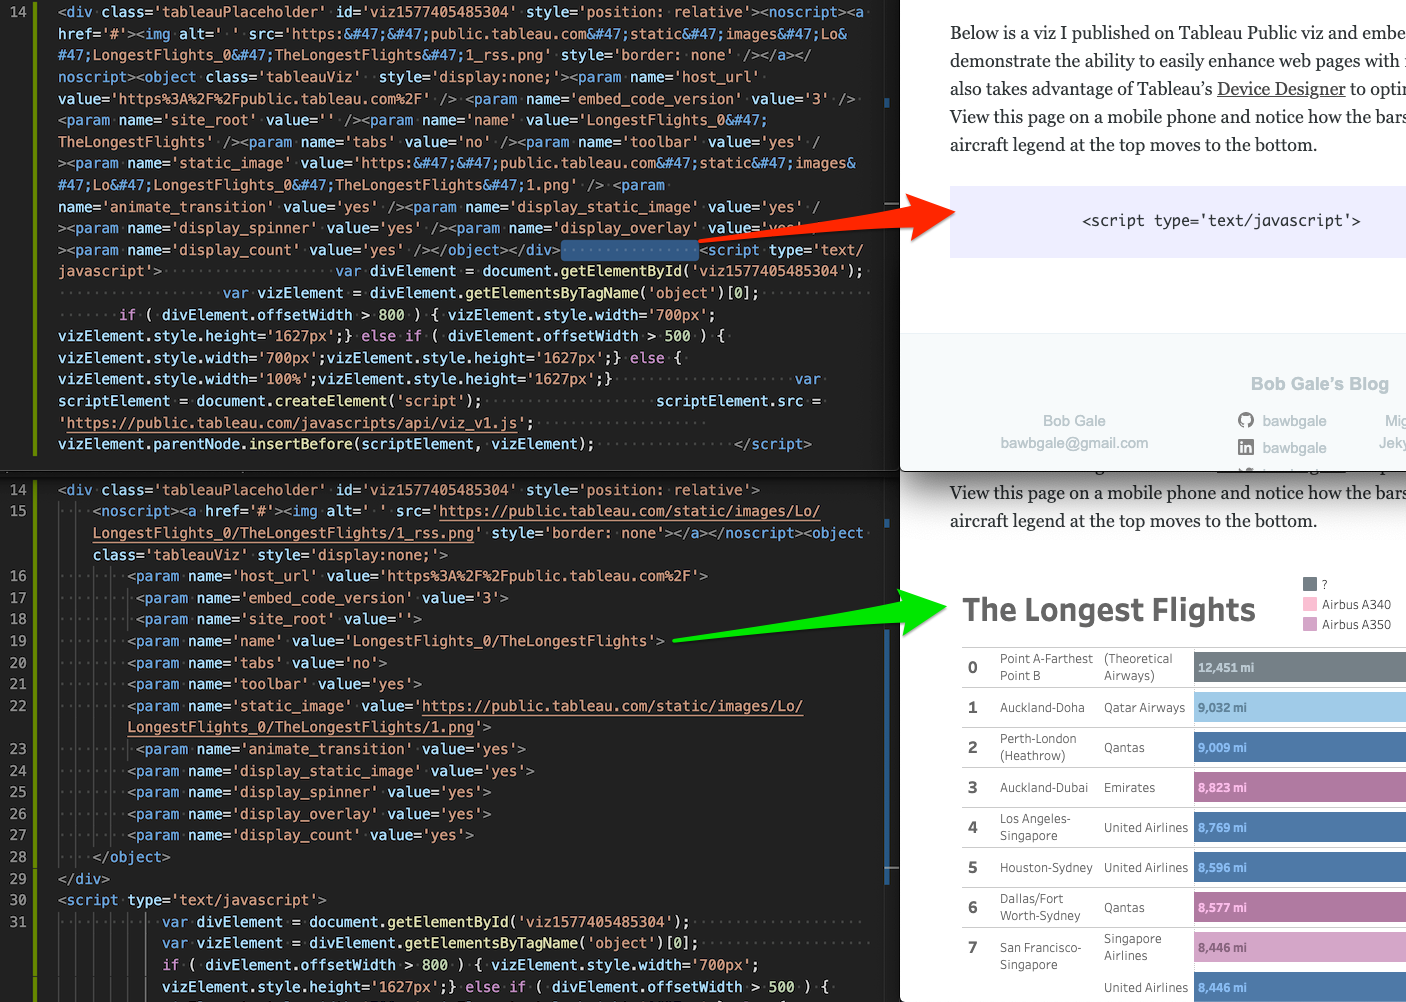 14 <div class='tableauPlaceholder' id='viz1577405485304' style='position: relative'><noscript><a
href='#'><img alt=' ' src='https:&#47;&#47;public.tableau.com&#47;static&#47;images&#47;Lo&
#47;LongestFlights_0&#47;TheLongestFlights&#47;1_rss.png' style='border: none' /></a></
noscript><object class='tableauViz'  style='display:none;'><param name='host_url'
value='https%3A%2F%2Fpublic.tableau.com%2F' /> <param name='embed_code_version' value='3' />
<param name='site_root' value='' /><param name='name' value='LongestFlights_0&#47;
TheLongestFlights' /><param name='tabs' value='no' /><param name='toolbar' value='yes' /
><param name='static_image' value='https:&#47;&#47;public.tableau.com&#47;static&#47;images&
#47;Lo&#47;LongestFlights_0&#47;TheLongestFlights&#47;1.png' /> <param
name='animate_transition' value='yes' /><param name='display_static_image' value='yes' /
><param name='display_spinner' value='yes' /><param name='display_overlay' value='yes' /
><param name='display_count' value='yes' /></object></div>                <script type='text/
javascript'>                    var divElement = document.getElementById('viz1577405485304');
                   var vizElement = divElement.getElementsByTagName('object')[0];
       if ( divElement.offsetWidth > 800 ) { vizElement.style.width='700px';
vizElement.style.height='1627px';} else if ( divElement.offsetWidth > 500 ) {
vizElement.style.width='700px';vizElement.style.height='1627px';} else {
vizElement.style.width='100%';vizElement.style.height='1627px';}                     var
scriptElement = document.createElement('script');                    scriptElement.src =
'https://public.tableau.com/javascripts/api/viz_v1.js';
vizElement.parentNode.insertBefore(scriptElement, vizElement);                </script>
Below is a viz I published on Tableau Public viz and embe
demonstrate the ability to easily enhance web pages with
also takes advantage of Tableau's Device Designer to opti
View this page on a mobile phone and notice how the bars
aircraft legend at the top moves to the bottom.
<script type='text/javascript'>
Bob Gale's Blog
Bob Gale
bawbgale@gmail.com
bawbgale
bawbgale
Mig
Jeky
14 <div class='tableauPlaceholder' id='viz1577405485304' style='position: relative'>
15 <noscript><a href='#'><img alt=' ' src='https://public.tableau.com/static/images/Lo/
LongestFlights_0/TheLongestFlights/1_rss.png' style='border: none'></a></noscript><object
class='tableauViz' style='display:none;'>
16 <param name='host_url' value='https%3A%2F%2Fpublic.tableau.com%2F'>
17 <param name='embed_code_version' value='3'>
18 <param name='site_root' value=''>
19 <param name='name' value='LongestFlights_0/TheLongestFlights'>
20 <param name='tabs' value='no'>
21 <param name='toolbar' value='yes'>
22 <param name='static_image' value='https://public.tableau.com/static/images/Lo/
LongestFlights_0/TheLongestFlights/1.png'>
23 <param name='animate_transition' value='yes'>
24 <param name='display_static_image' value='yes'>
25 <param name='display_spinner' value='yes'>
26 <param name='display_overlay' value='yes'>
27 <param name='display_count' value='yes'>
28 </object>
29 </div>
30 <script type='text/javascript'>
31 var divElement = document.getElementById('viz1577405485304');
var vizElement = divElement.getElementsByTagName('object')[0];
if ( divElement.offsetWidth > 800 ) { vizElement.style.width='700px';
vizElement.style.height='1627px';} else if ( divElement.offsetWidth > 500 ) {
View this page on a mobile phone and notice how the bars
aircraft legend at the top moves to the bottom.
The Longest Flights
?
Airbus A340
Airbus A350
0 Point A-Farthest Point B (Theoretical Airways) 12,451 mi
1 Auckland-Doha Qatar Airways 9,032 mi
2 Perth-London (Heathrow) Qantas 9,009 mi
3 Auckland-Dubai Emirates 8,823 mi
4 Los Angeles-Singapore United Airlines 8,769 mi
5 Houston-Sydney United Airlines 8,596 mi
6 Dallas/Fort Worth-Sydney Qantas 8,577 mi
7 San Francisco-Singapore Singapore Airlines 8,446 mi
United Airlines 8,446 mi